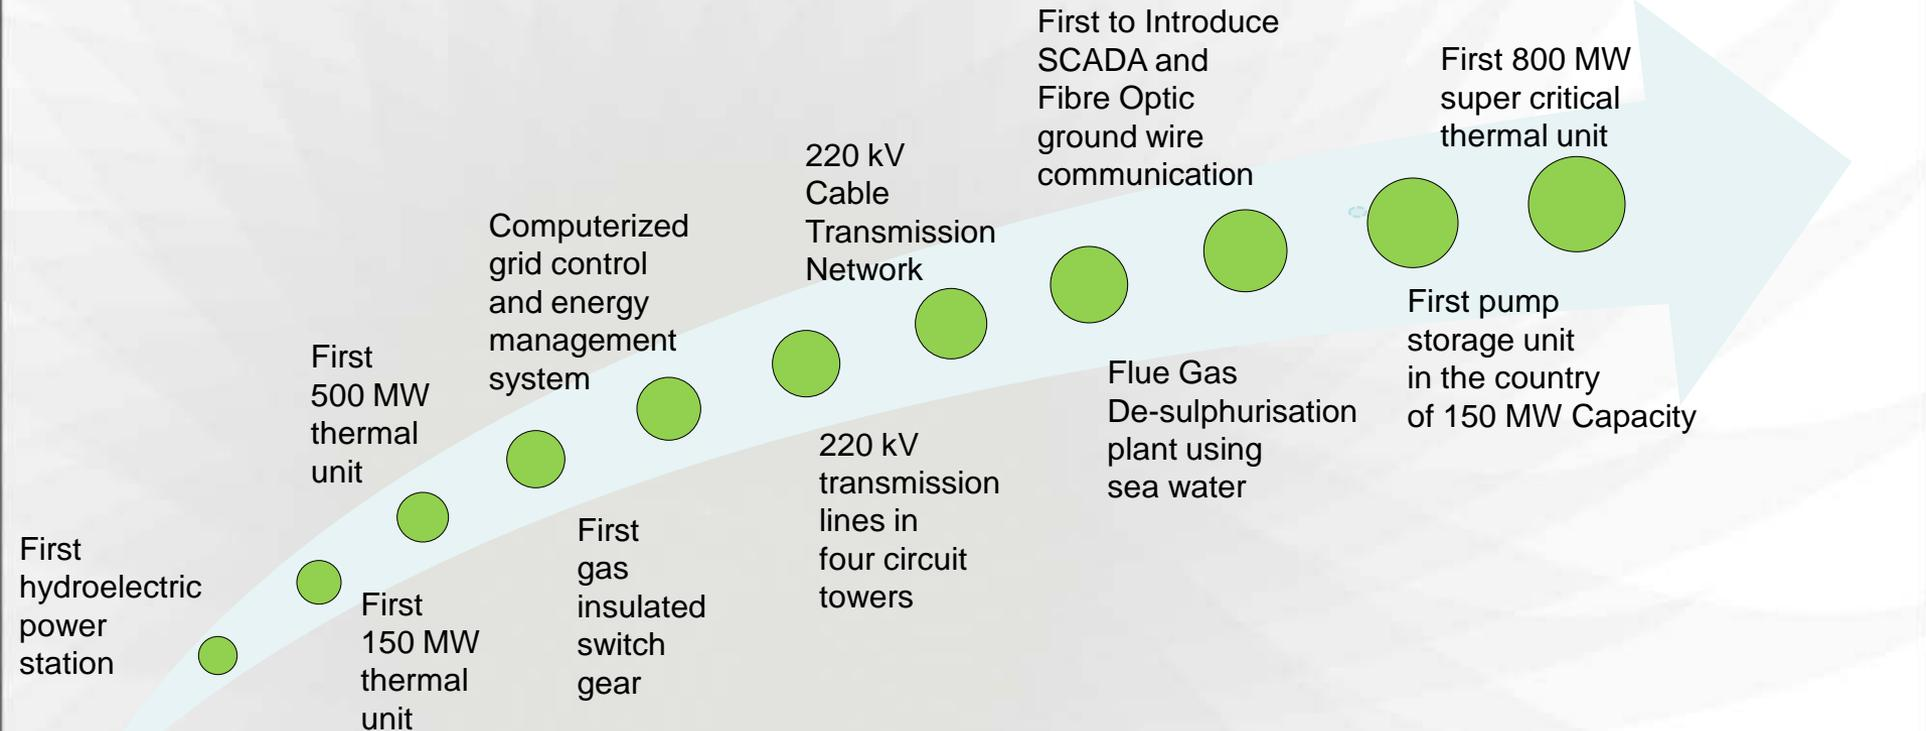 First
hydroelectric
power
station
First
150 MW
thermal
unit
First
500 MW
thermal
unit
First
gas
insulated
switch
gear
Computerized
grid control
and energy
management
system
220 kV
transmission
lines in
four circuit
towers
220 kV
Cable
Transmission
Network
First to Introduce
SCADA and
Fibre Optic
ground wire
communication
Flue Gas
De-sulphurisation
plant using
sea water
First pump
storage unit
in the country
of 150 MW Capacity
First 800 MW
super critical
thermal unit